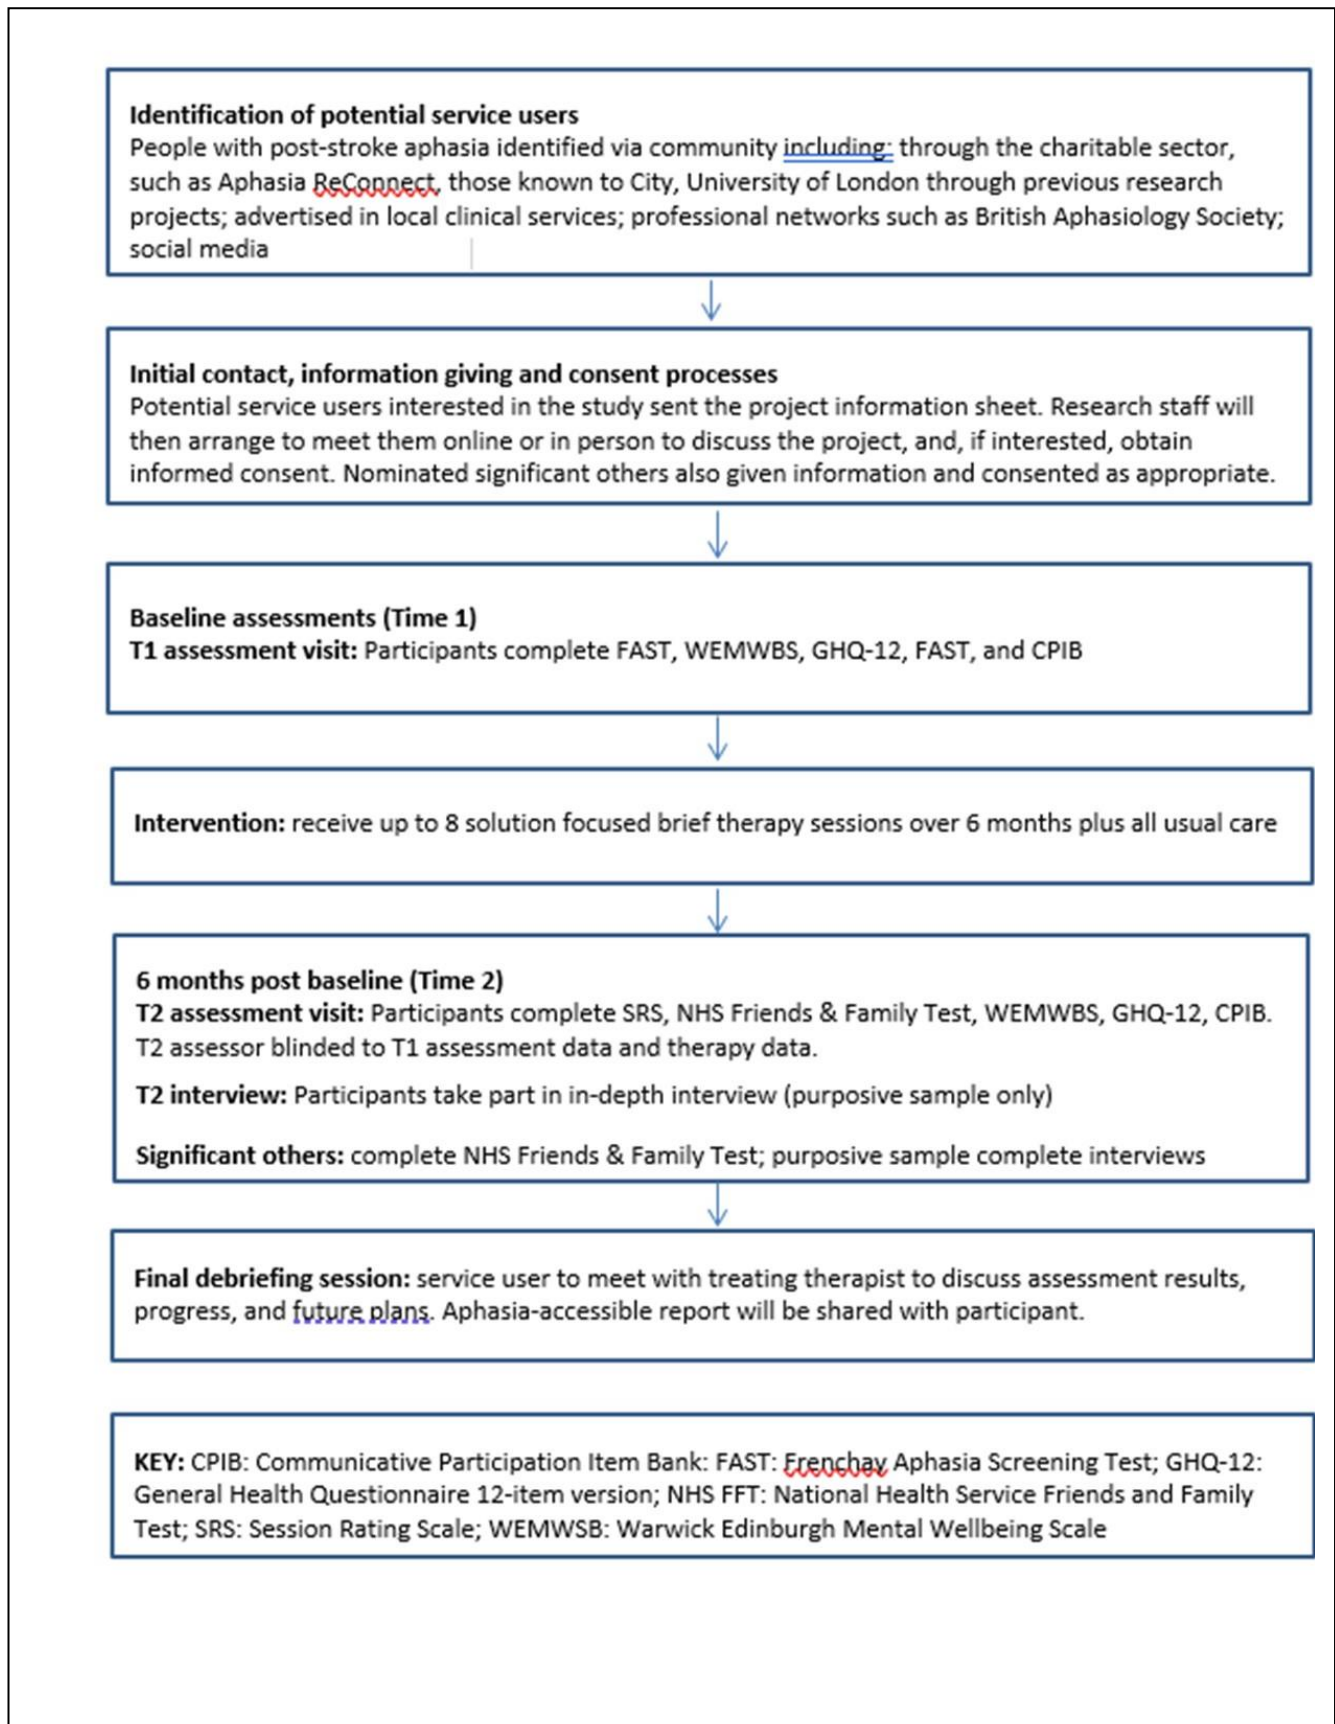 Identification of potential service users
People with post-stroke aphasia identified via community including: through the charitable sector,
such as Aphasia ReConnect, those known to City, University of London through previous research
projects; advertised in local clinical services; professional networks such as British Aphasiology Society;
social media
Initial contact, information giving and consent processes
Potential service users interested in the study sent the project information sheet. Research staff will
then arrange to meet them online or in person to discuss the project, and, if interested, obtain
informed consent. Nominated significant others also given information and consented as appropriate.
Baseline assessments (Time 1)
T1 assessment visit: Participants complete FAST, WEMWBS, GHQ-12, FAST, and CPIB
Intervention: receive up to 8 solution focused brief therapy sessions over 6 months plus all usual care
6 months post baseline (Time 2)
T2 assessment visit: Participants complete SRS, NHS Friends & Family Test, WEMWBS, GHQ-12, CPIB.
T2 assessor blinded to T1 assessment data and therapy data.
T2 interview: Participants take part in in-depth interview (purposive sample only)
Significant others: complete NHS Friends & Family Test; purposive sample complete interviews
Final debriefing session: service user to meet with treating therapist to discuss assessment results,
progress, and future plans. Aphasia-accessible report will be shared with participant.
KEY: CPIB: Communicative Participation Item Bank: FAST: Frenchay Aphasia Screening Test; GHQ-12:
General Health Questionnaire 12-item version; NHS FFT: National Health Service Friends and Family
Test; SRS: Session Rating Scale; WEMWSB: Warwick Edinburgh Mental Wellbeing Scale